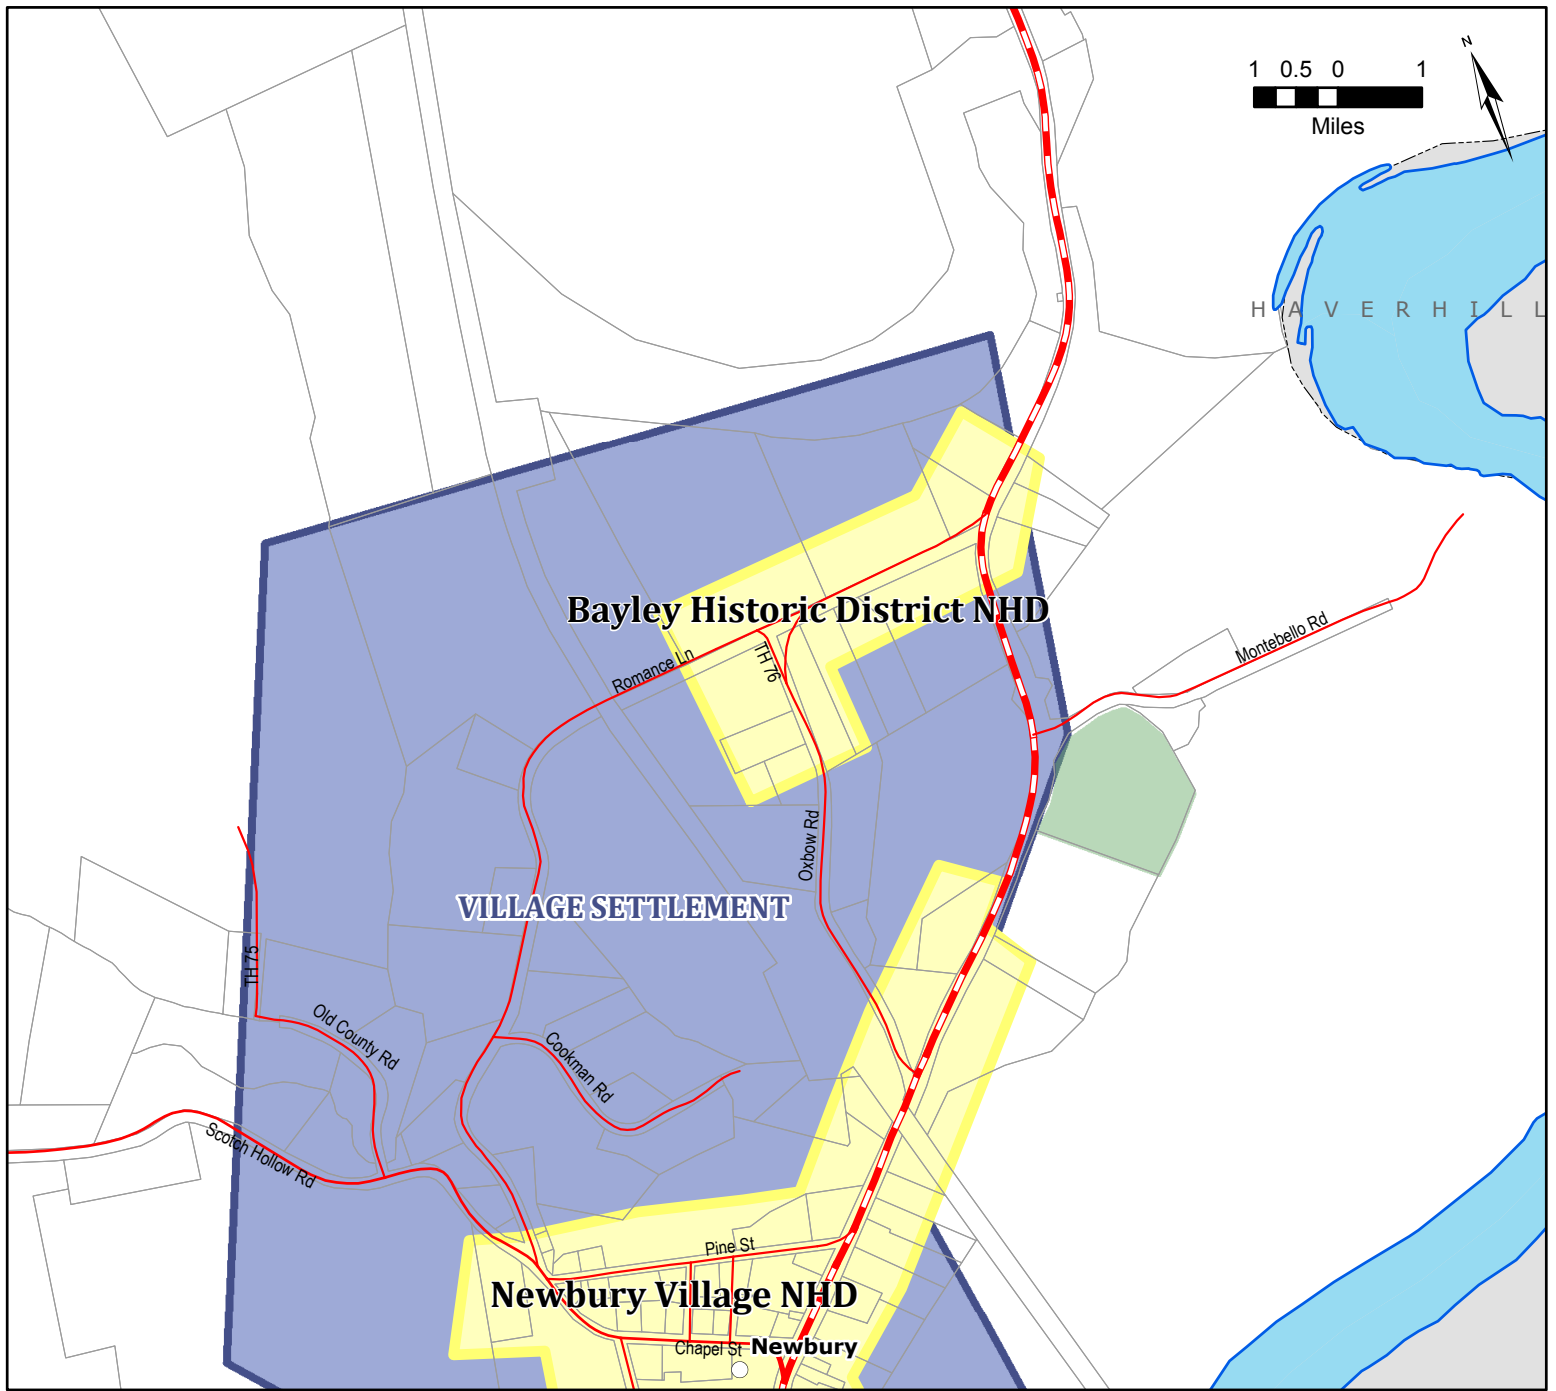 N
1 0.5 0 1
Miles
HAVERHILL
Bayley Historic District NHD
Montebello Rd
Romance Ln
TH 76
Oxbow Rd
VILLAGE SETTLEMENT
TH 75
Old County Rd
Cookman Rd
Scotch Hollow Rd
Pine St
Newbury Village NHD
Chapel St
Newbury